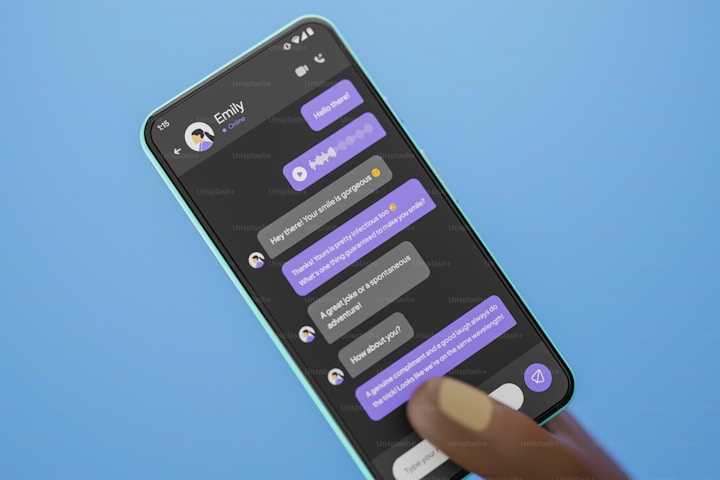 1:15
Emily
Online
Hello there!
Hey there! Your smile is gorgeous 😊
Thanks! Yours is pretty infectious too 😊
What's one thing guaranteed to make you smile?
A great joke or a spontaneous
adventure!
How about you?
A genuine compliment and a good laugh always do
the trick! Looks like we're on the same wavelength!
Type your
Unsplash+